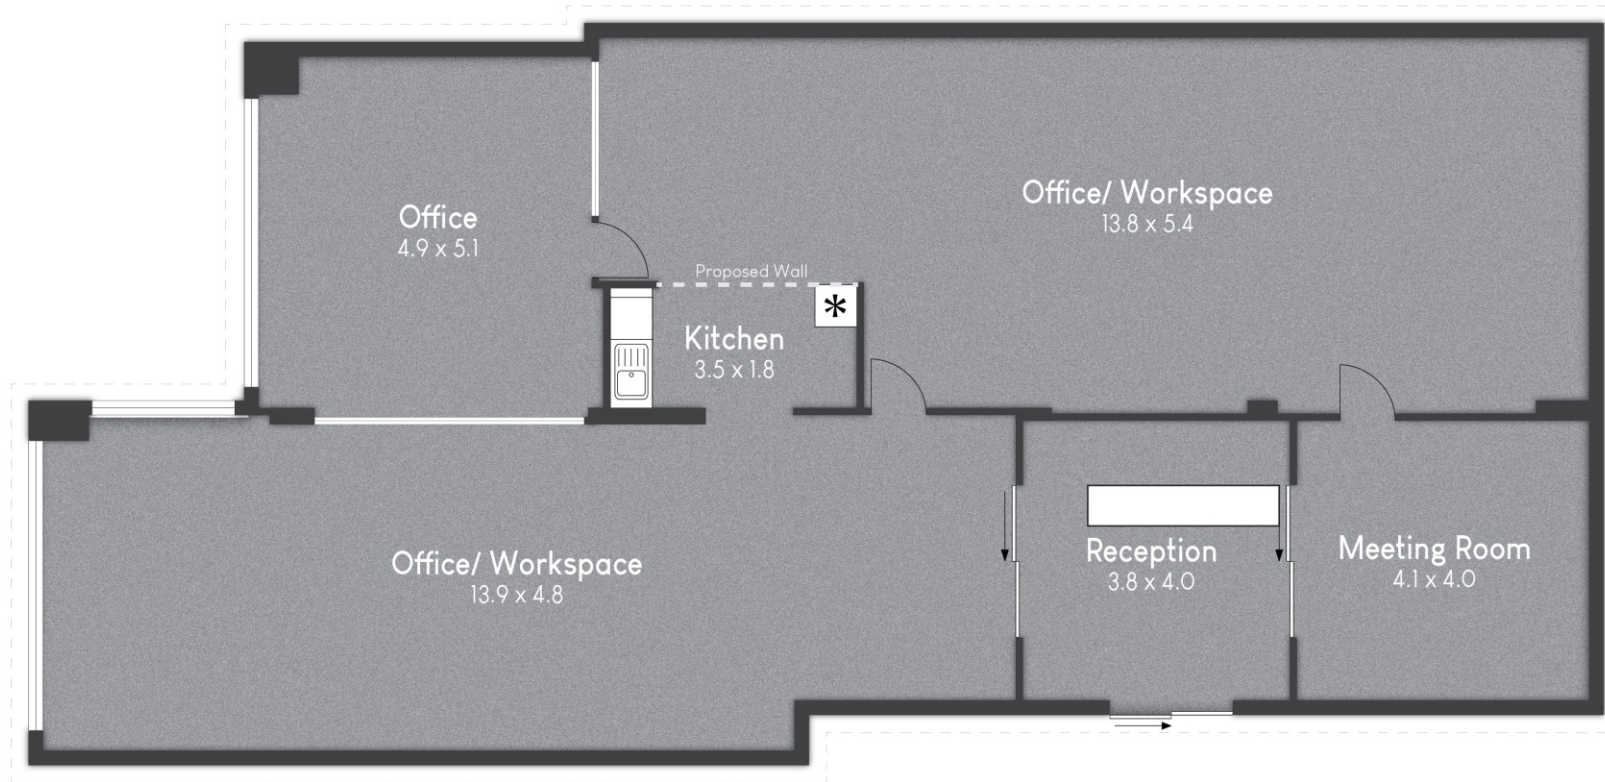 Office/ Workspace
13.8 x 5.4
Office
4.9 x 5.1
Proposed Wall
*
Kitchen
3.5 x 1.8
Office/ Workspace
13.9 x 4.8
Reception
3.8 x 4.0
Meeting Room
4.1 x 4.0